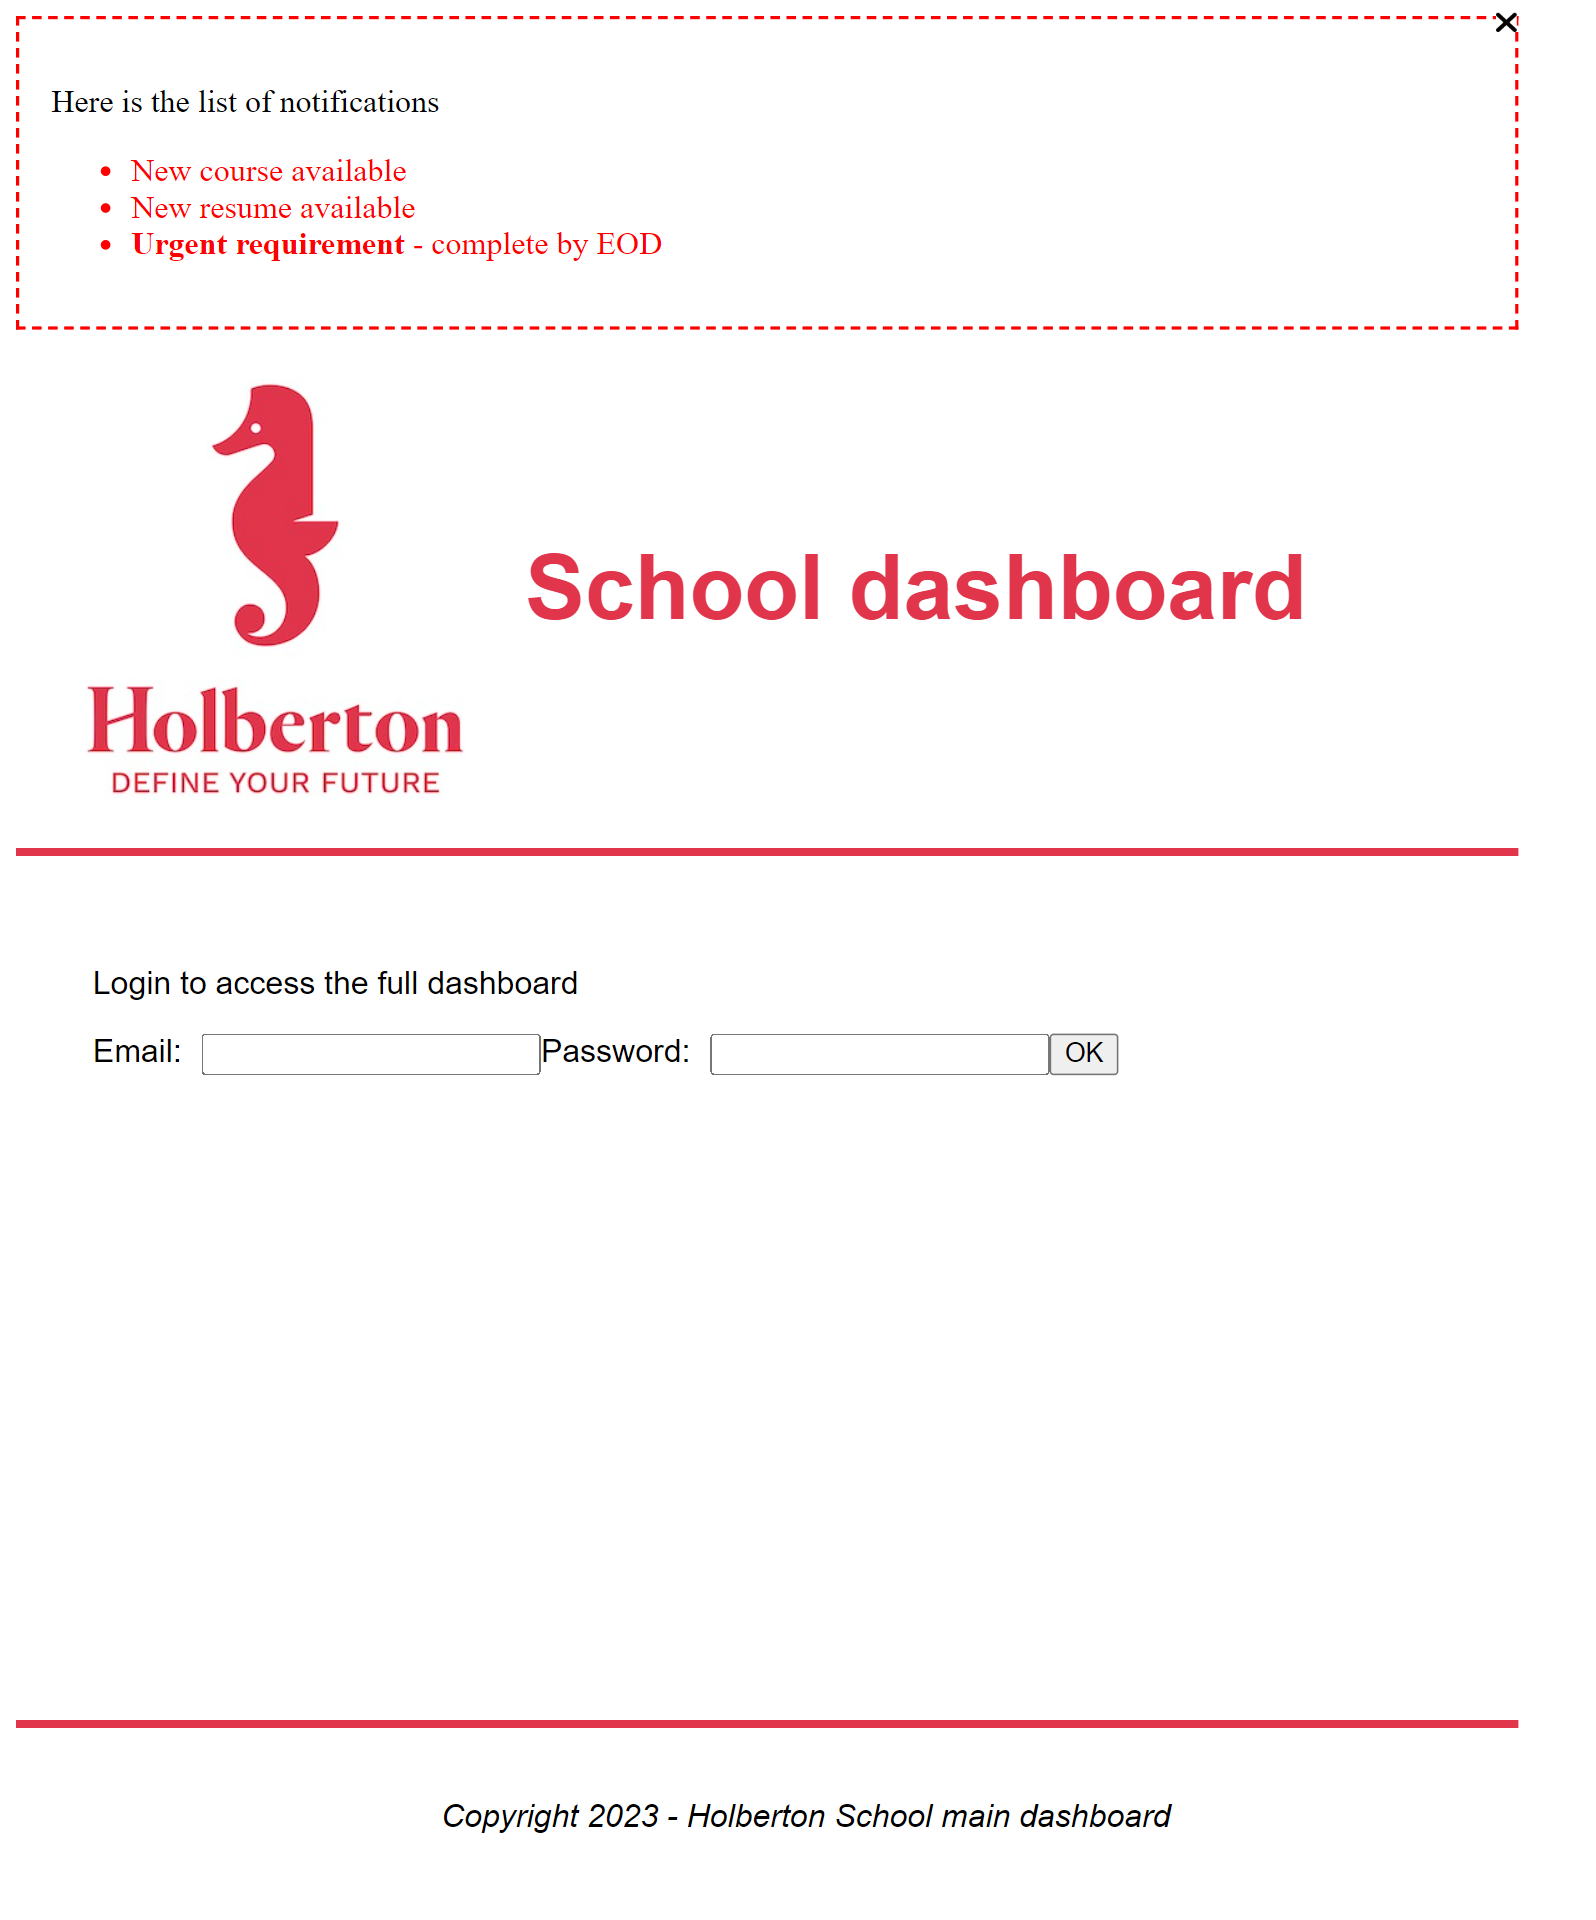 Here is the list of notifications
New course available
New resume available
Urgent requirement - complete by EOD
School dashboard
Holberton
DEFINE YOUR FUTURE
Login to access the full dashboard
Email: Password: OK
Copyright 2023 - Holberton School main dashboard